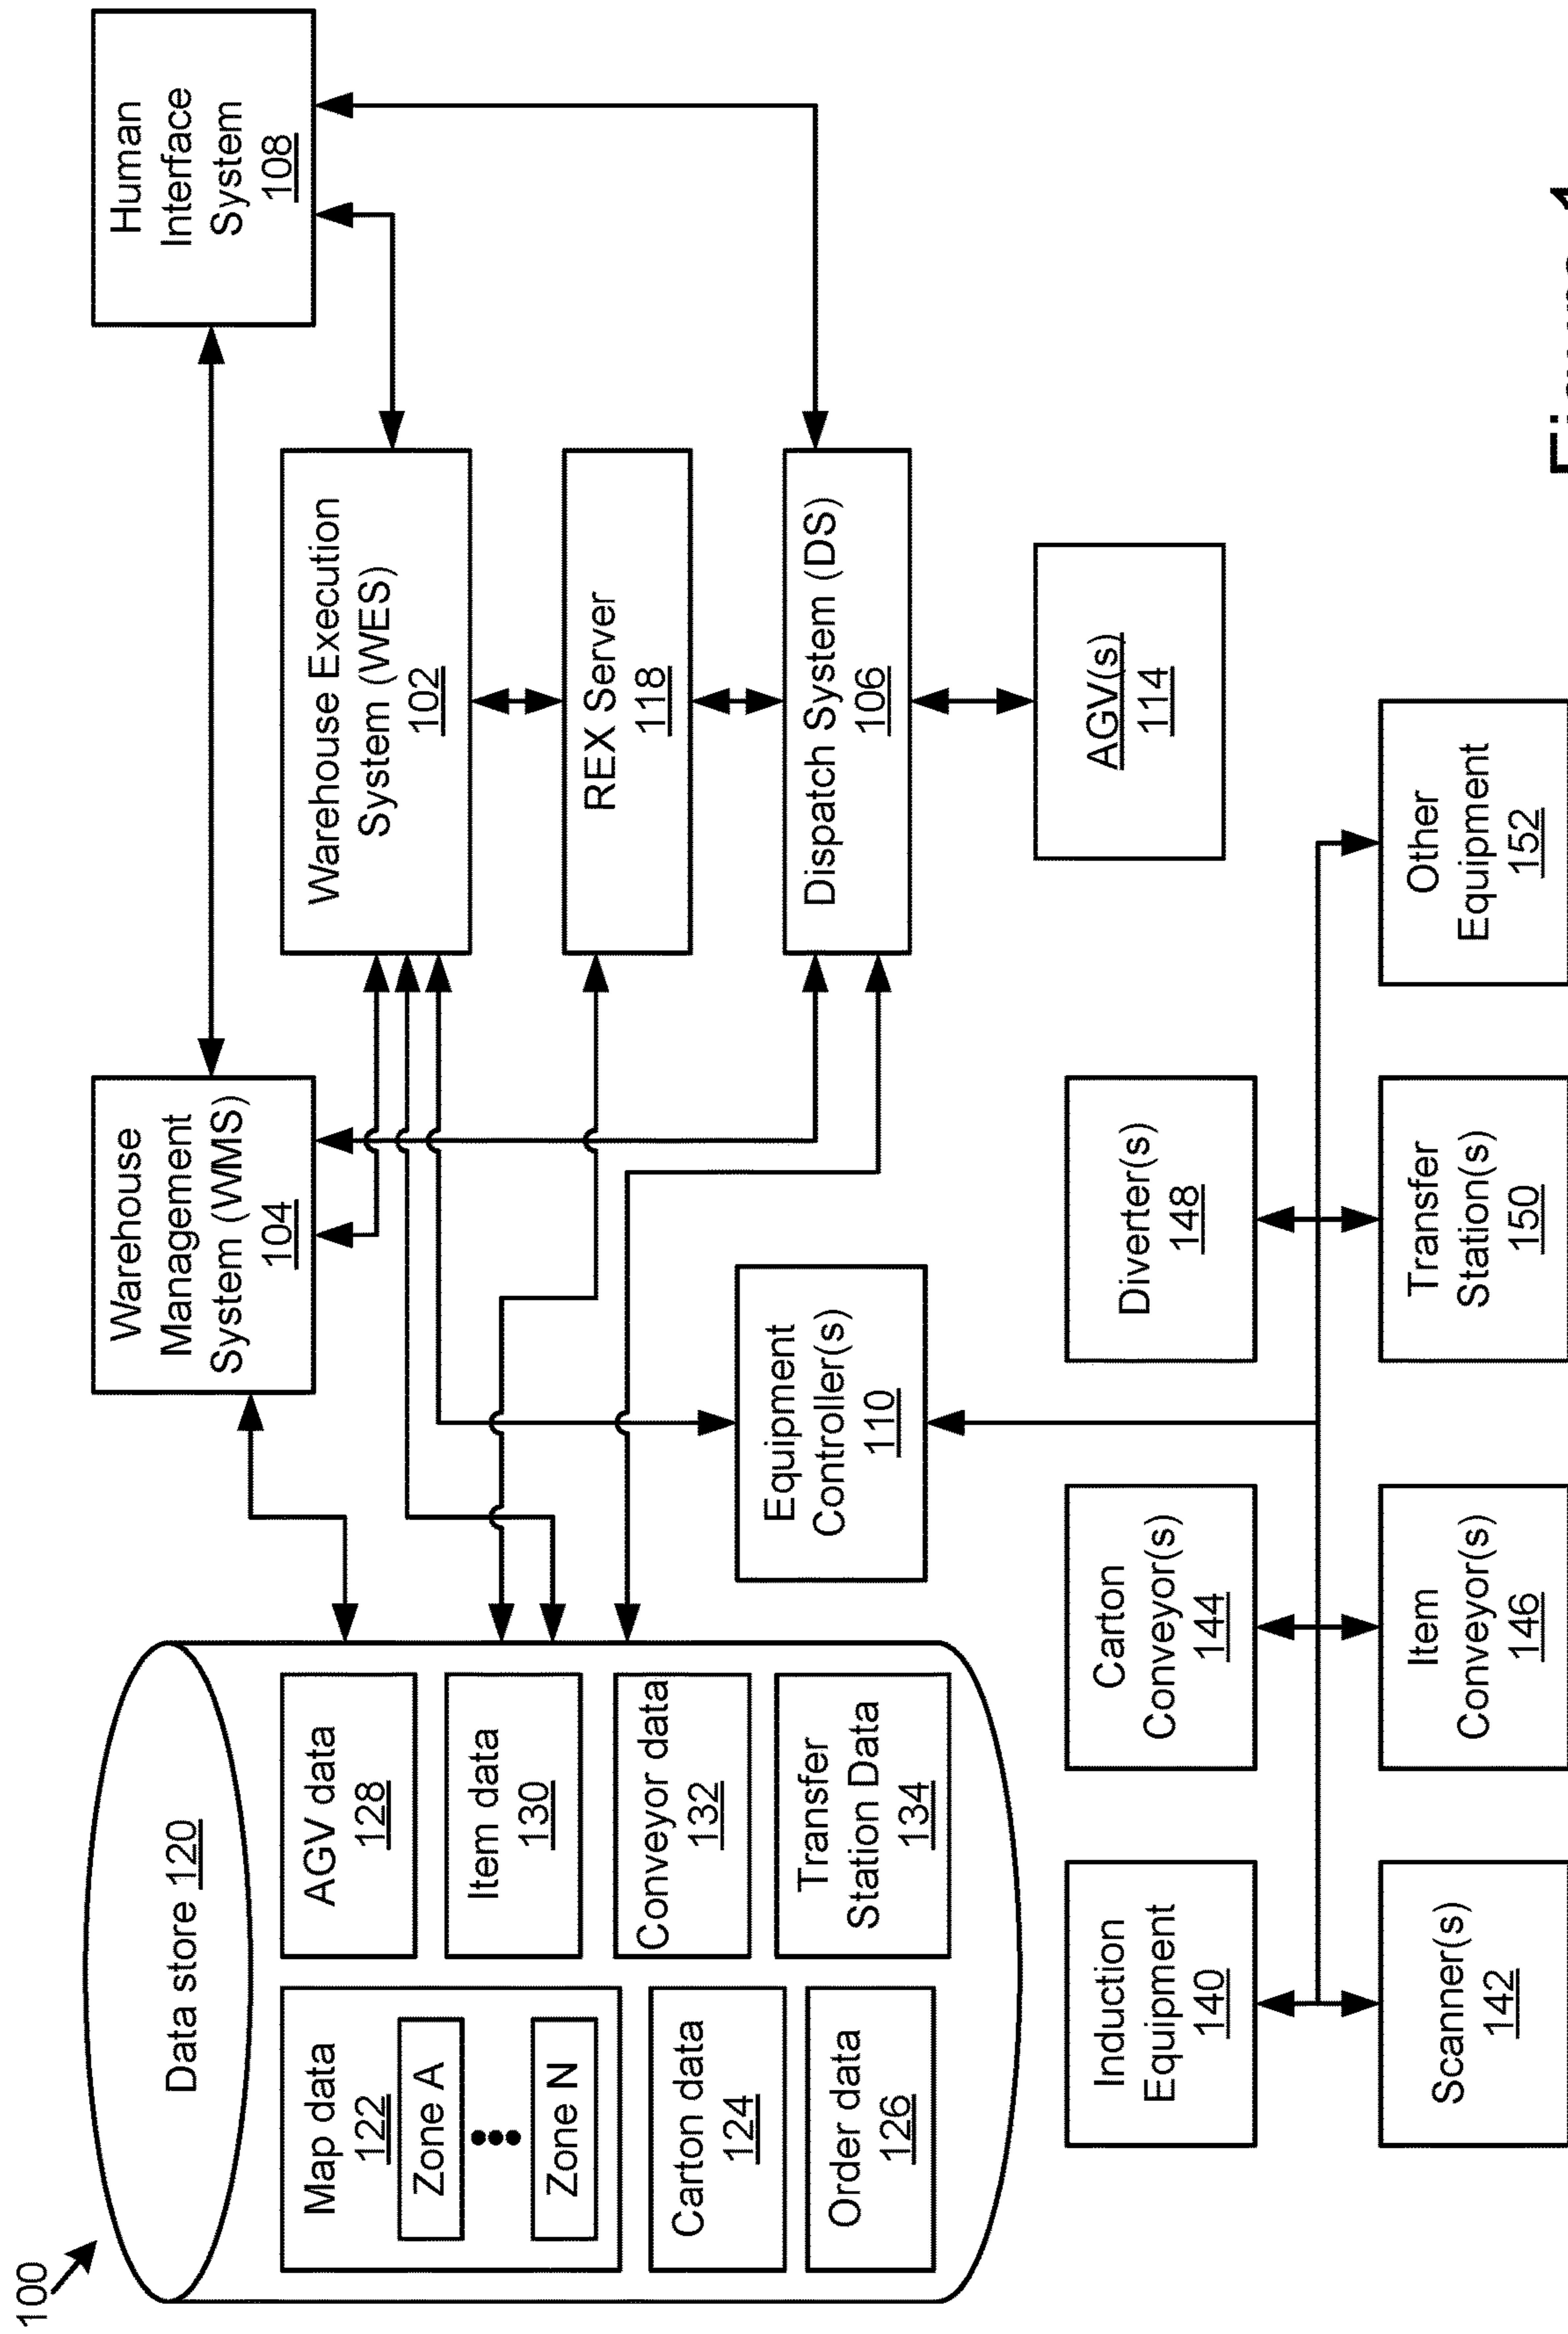 100
Data store 120
Map data
122
Zone A
Zone N
Carton data
124
Order data
126
AGV data
128
Item data
130
Conveyor data
132
Transfer
Station Data
134
Warehouse
Management
System (WMS)
104
Human
Interface
System
108
Warehouse Execution
System (WES)
102
REX Server
118
Dispatch System (DS)
106
AGV(s)
114
Equipment
Controller(s)
110
Induction
Equipment
140
Scanner(s)
142
Carton
Conveyor(s)
144
Item
Conveyor(s)
146
Diverter(s)
148
Transfer
Station(s)
150
Other
Equipment
152